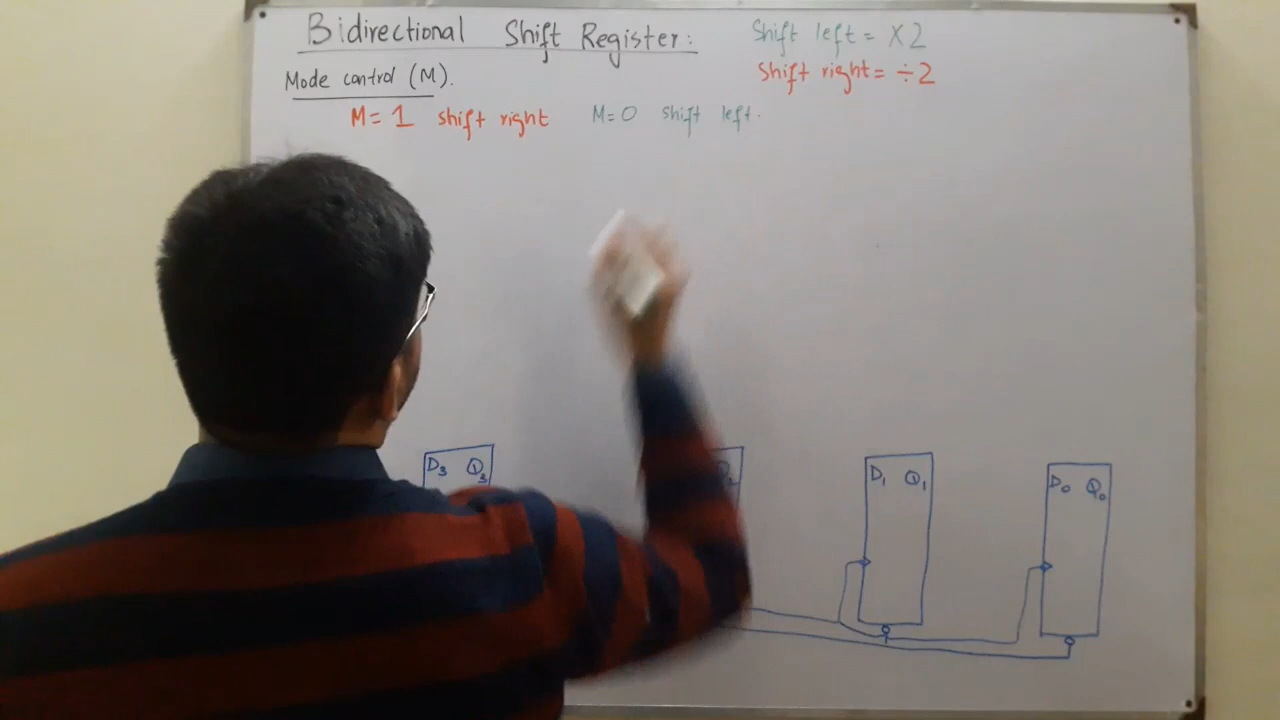 Bidirectional Shift Register:
Shift left = X2
Shift right = ÷2
Mode control (M).
M = 1 shift right M = 0 shift left.
D3 Q3
D1 Q1
D0 Q0